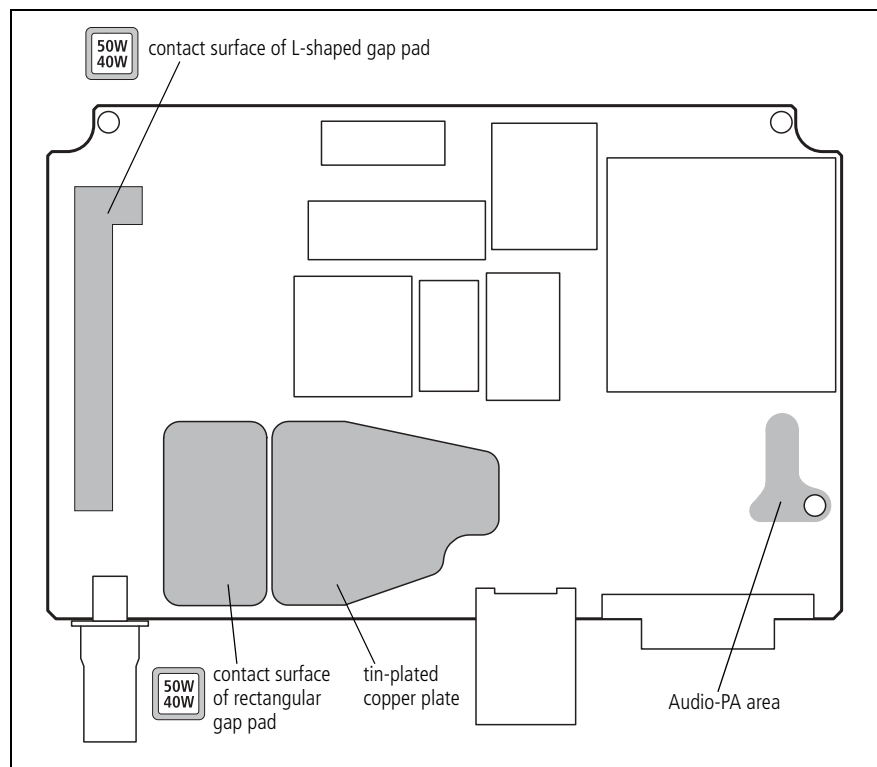 50W
40W
contact surface of L-shaped gap pad
50W
40W
contact surface
of rectangular
gap pad
tin-plated
copper plate
Audio-PA area